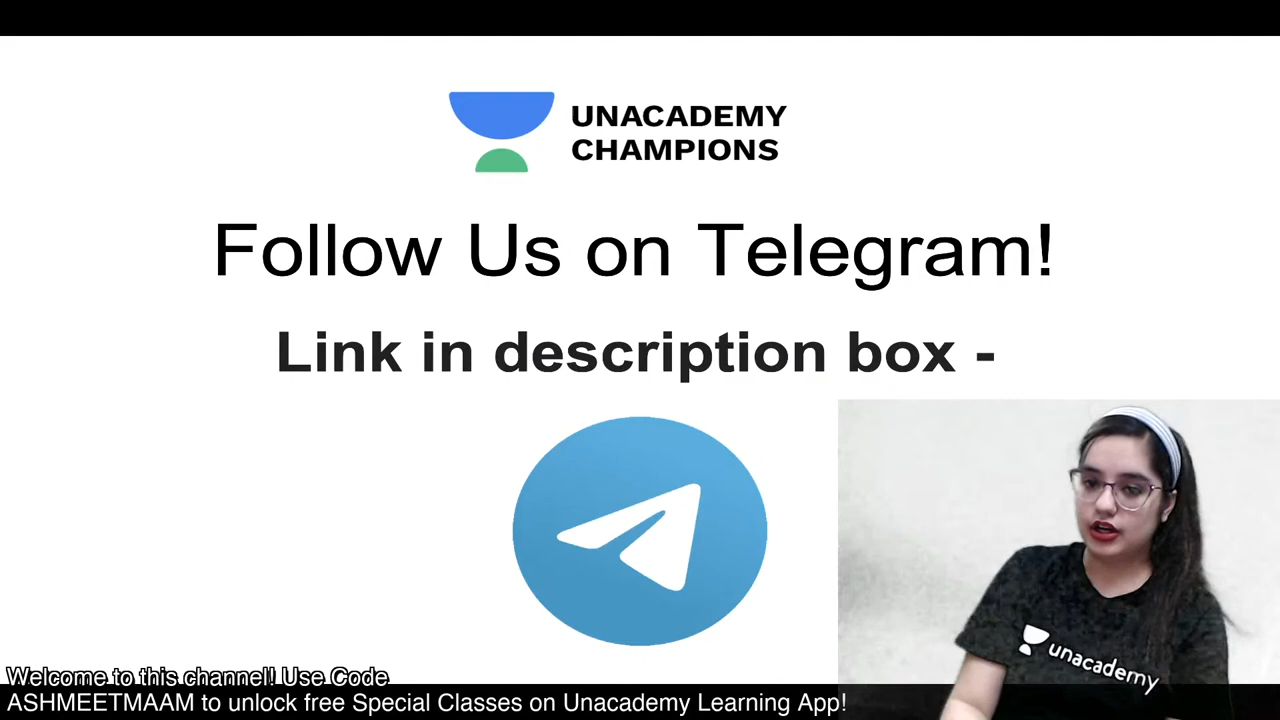 UNACADEMY
CHAMPIONS
Follow Us on Telegram!
Link in description box -
unacademy
Welcome to this channel! Use Code
ASHMEETMAAM to unlock free Special Classes on Unacademy Learning App!